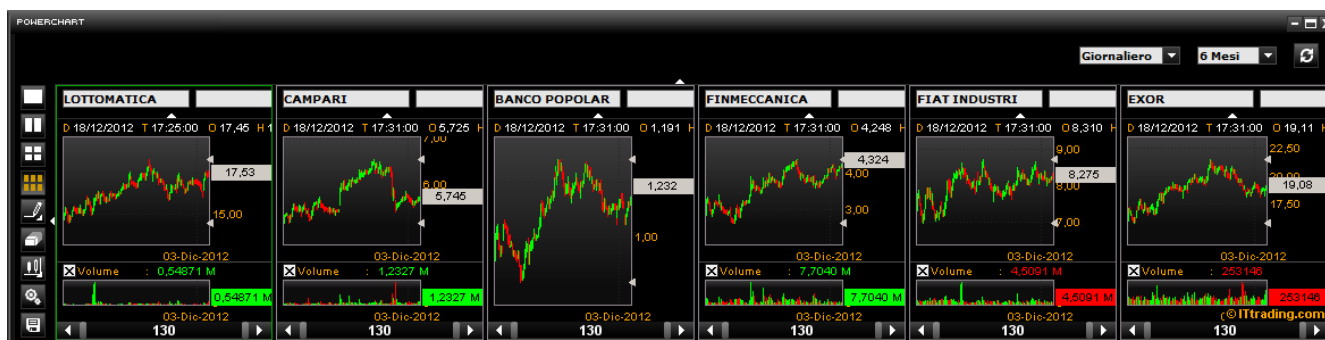 POWERCHART
Giornaliero 6 Mesi
LOTTOMATICA CAMPARI BANCO POPOLAR FINMECCANICA FIAT INDUSTRI EXOR
D 18/12/2012 T 17:25:00 O 17,45 H 1 D 18/12/2012 T 17:31:00 O 5,725 H D 18/12/2012 T 17:31:00 O 1,191 H D 18/12/2012 T 17:31:00 O 4,248 H D 18/12/2012 T 17:31:00 O 8,310 H D 18/12/2012 T 17:31:00 O 19,11 H
7,00 9,00 22,50
17,53 6,00 5,745 1,232 4,324 4,00 8,275 8,00 20,00 19,08
15,00 1,00 3,00 7,00 17,50
03-Dic-2012 03-Dic-2012 03-Dic-2012 03-Dic-2012 03-Dic-2012
Volume : 0,54871 M Volume : 1,2327 M Volume : 7,7040 M Volume : 4,5091 M Volume : 253146
0,54871 M 1,2327 M 7,7040 M 4,5091 M 253146
03-Dic-2012 03-Dic-2012 03-Dic-2012 03-Dic-2012 03-Dic-2012
© ITtrading.com
130 130 130 130 130 130